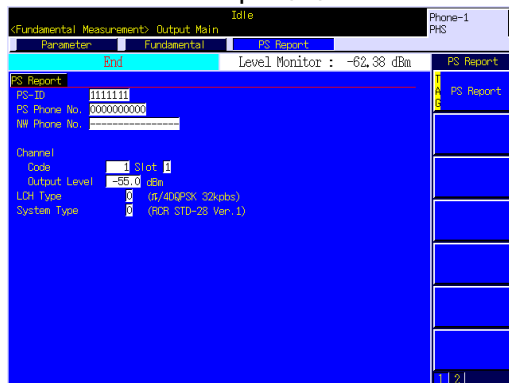 Idle
Phone-1
<Fundamental Measurement> Output Main
PHS
Parameter Fundamental PS Report
End Level Monitor : -62.38 dBm PS Report
PS Report
TAG PS Report
PS-ID 1111111
PS Phone No. 0000000000
NW Phone No. ----------------
Channel
Code 1 Slot 1
Output Level -55.0 dBm
LCH Type 0 (π/4DQPSK 32kpbs)
System Type 0 (RCR STD-28 Ver.1)
1 2